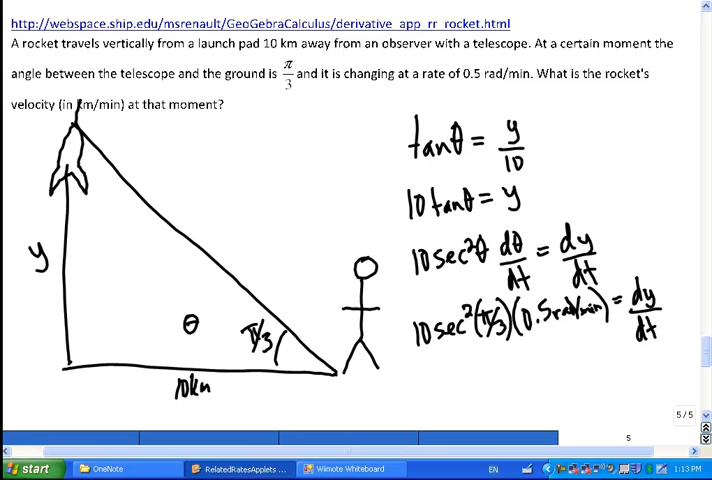 http://webspace.ship.edu/msrenault/GeoGebraCalculus/derivative_app_rr_rocket.html
A rocket travels vertically from a launch pad 10 km away from an observer with a telescope. At a certain moment the
angle between the telescope and the ground is π/3 and it is changing at a rate of 0.5 rad/min. What is the rocket's
velocity (in km/min) at that moment?
tanθ = y/10
10tanθ = y
10sec²θ dθ/dt = dy/dt
10sec²(π/3)(0.5rad/min) = dy/dt
y
θ
π/3
10km
5/5
5
start
OneNote
RelatedRatesApplets ...
Wiimote Whiteboard
EN
1:13 PM